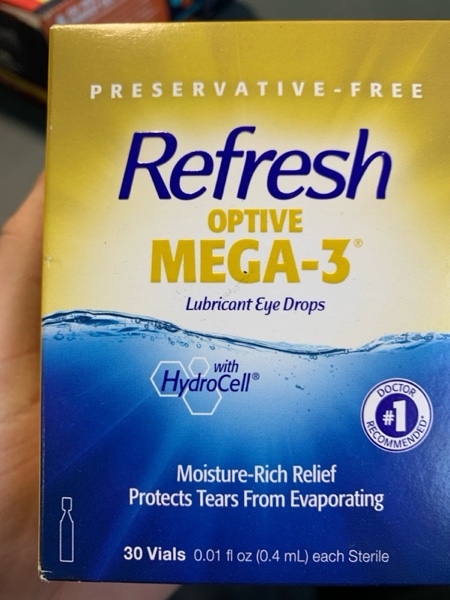 PRESERVATIVE-FREE
Refresh
OPTIVE
MEGA-3®
Lubricant Eye Drops
with
HydroCell®
DOCTOR
#1
RECOMMENDED*
Moisture-Rich Relief
Protects Tears From Evaporating
30 Vials 0.01 fl oz (0.4 mL) each Sterile